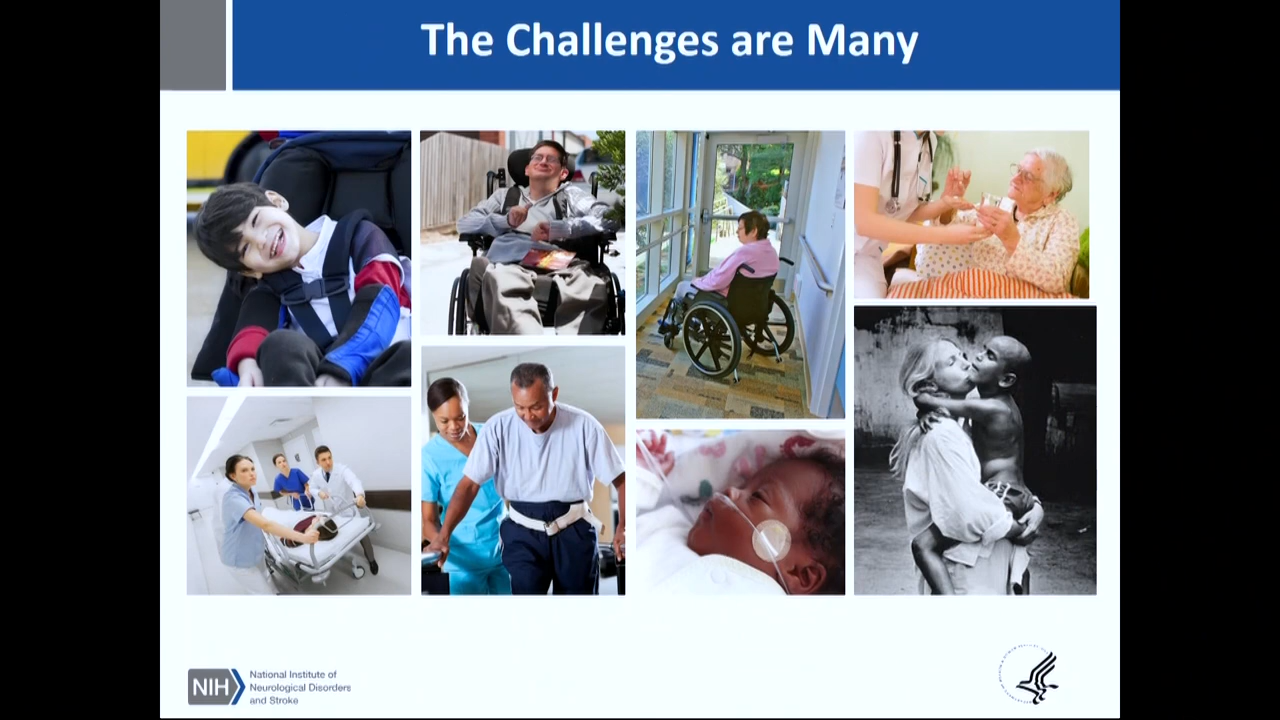 The Challenges are Many
NIH
National Institute of
Neurological Disorders
and Stroke